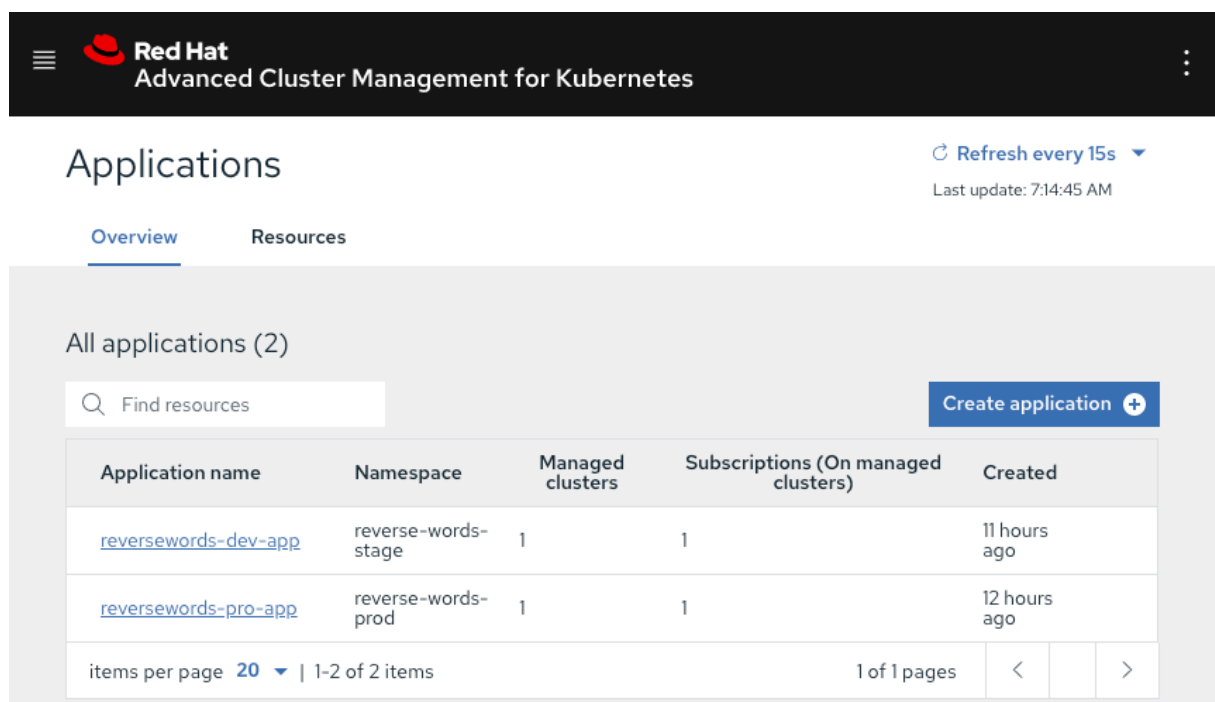 Red Hat
Advanced Cluster Management for Kubernetes
Applications
Refresh every 15s
Last update: 7:14:45 AM
Overview Resources
All applications (2)
Find resources
Create application
Application name Namespace Managed clusters Subscriptions (On managed clusters) Created
reversewords-dev-app reverse-words-stage 1 1 11 hours ago
reversewords-pro-app reverse-words-prod 1 1 12 hours ago
items per page 20 | 1-2 of 2 items 1 of 1 pages